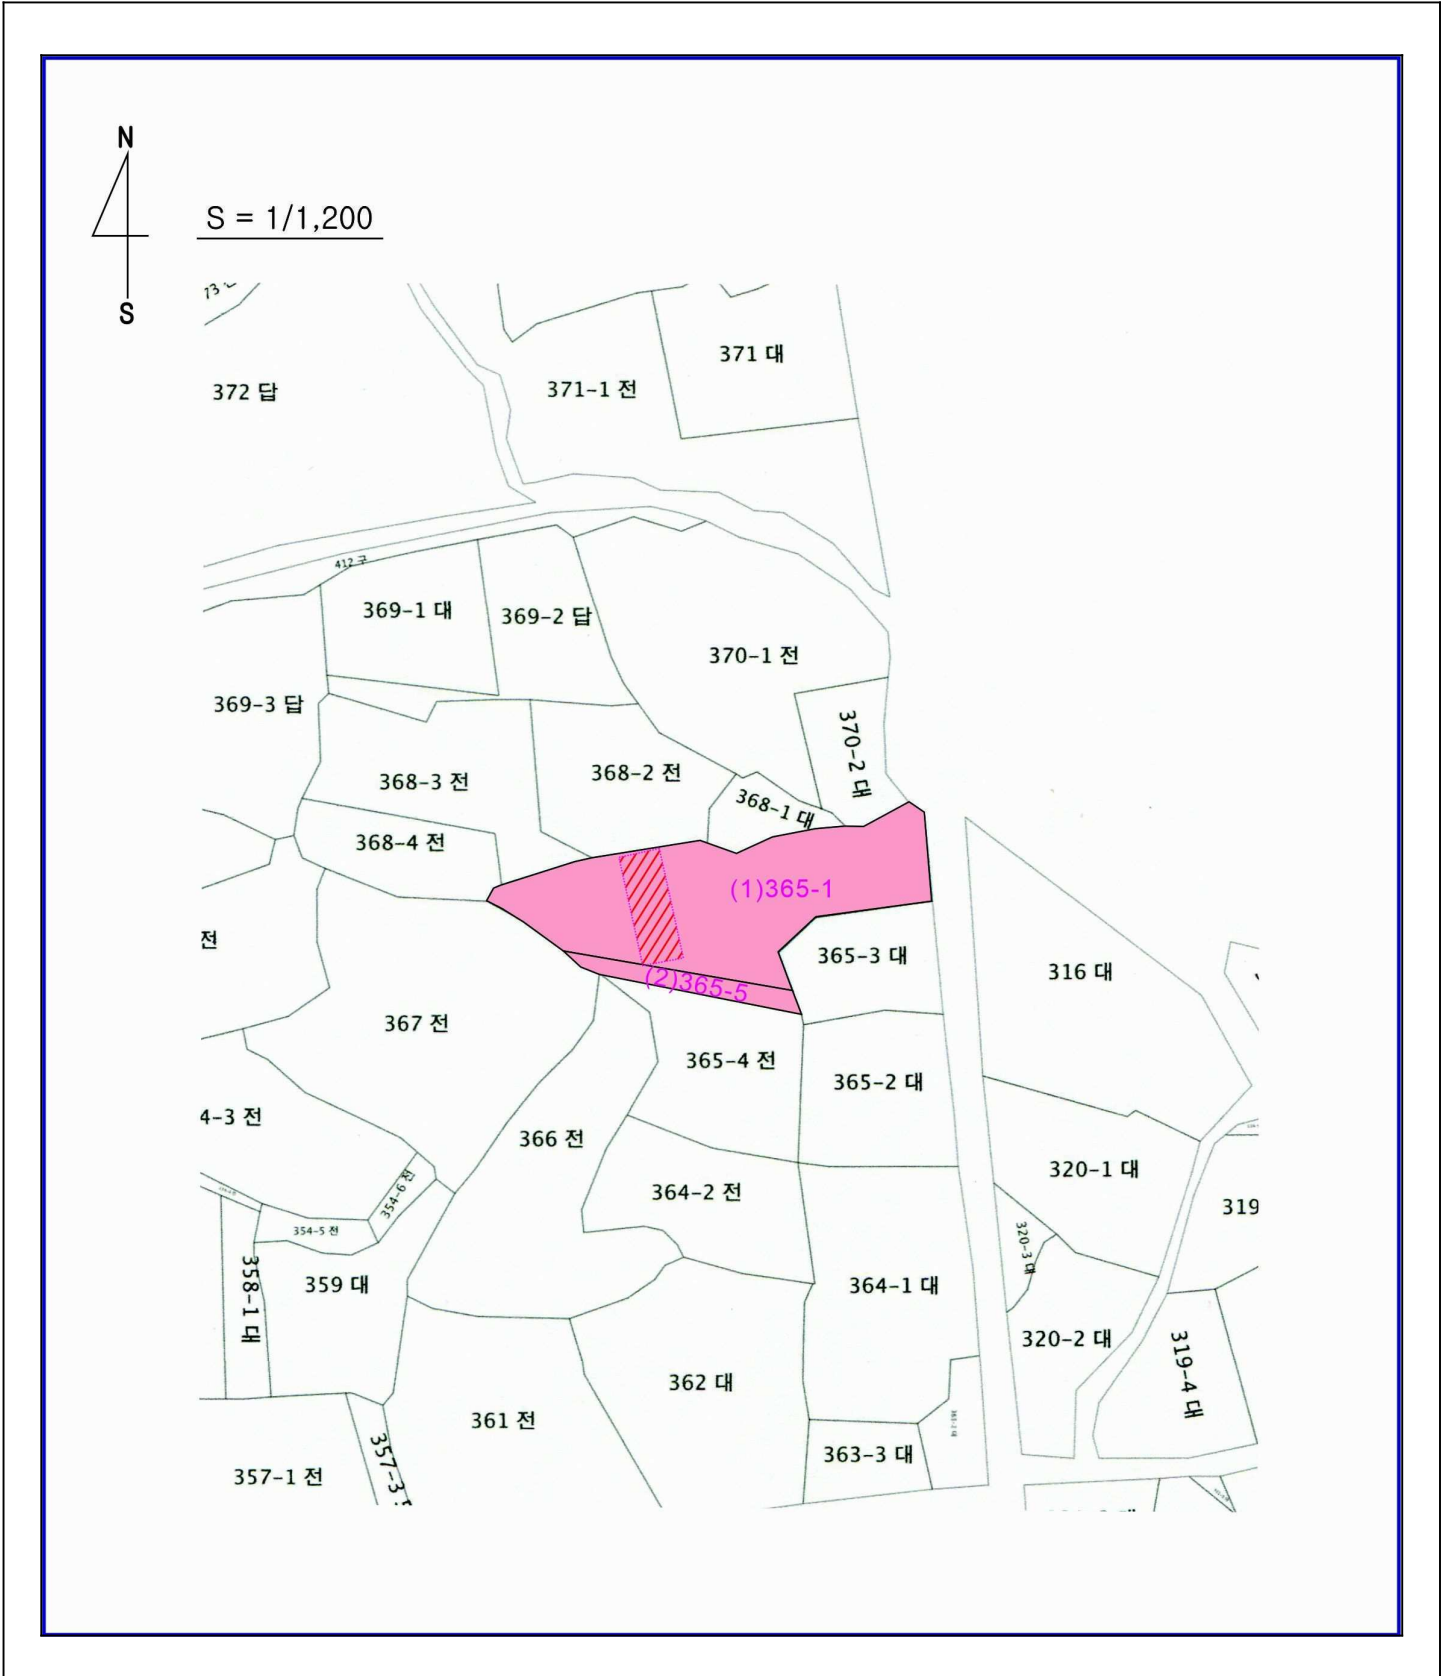 N
S = 1/1,200
S
371 대
372 답
371-1 전
412 구
369-1 대
369-2 답
370-1 전
369-3 답
370-2 대
368-3 전
368-2 전
368-1 대
368-4 전
(1)365-1
전
365-3 대
316 대
(2)365-5
367 전
365-4 전
365-2 대
4-3 전
366 전
320-1 대
354-6 전
364-2 전
319
354-5 전
320-3 대
358-1 대
359 대
364-1 대
320-2 대
319-4 대
362 대
361 전
363-3 대
357-3
357-1 전